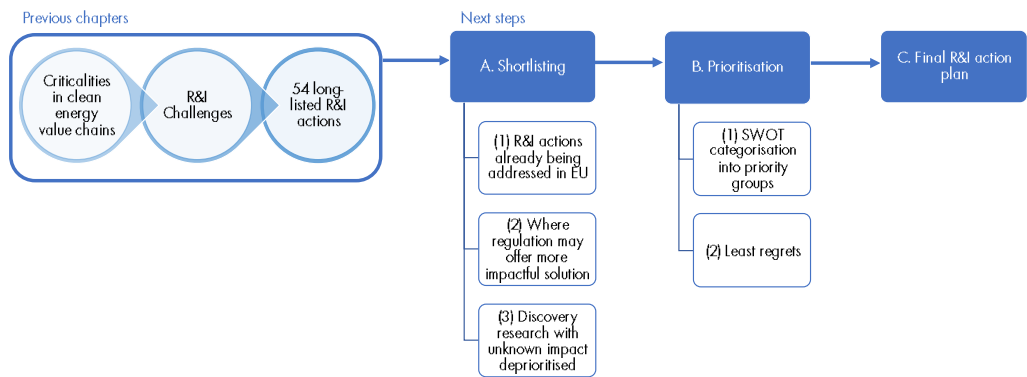 Previous chapters
Criticalities
in clean
energy
value chains
R&I
Challenges
54 long-
listed R&I
actions
Next steps
A. Shortlisting
(1) R&I actions
already being
addressed in EU
(2) Where
regulation may
offer more
impactful solution
(3) Discovery
research with
unknown impact
deprioritised
B. Prioritisation
(1) SWOT
categorisation
into priority
groups
(2) Least regrets
C. Final R&I action
plan